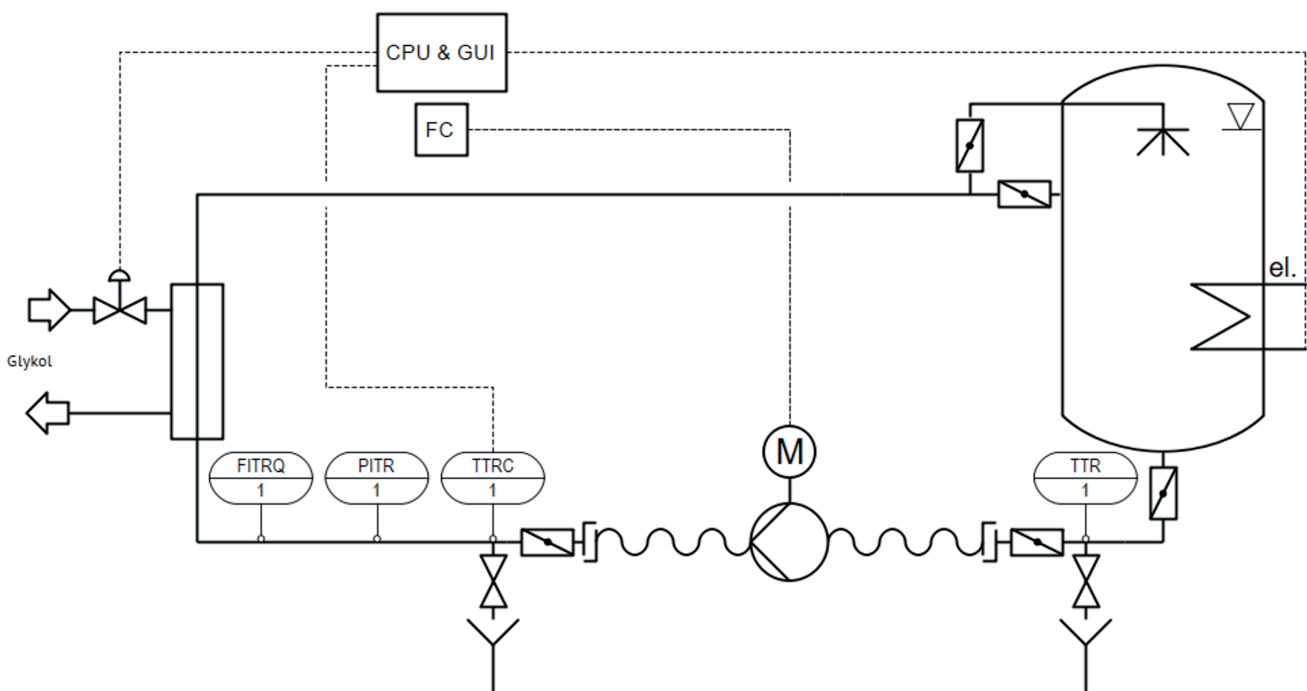 CPU & GUI
FC
el.
Glykol
FITRQ
1
PITR
1
TTRC
1
M
TTR
1